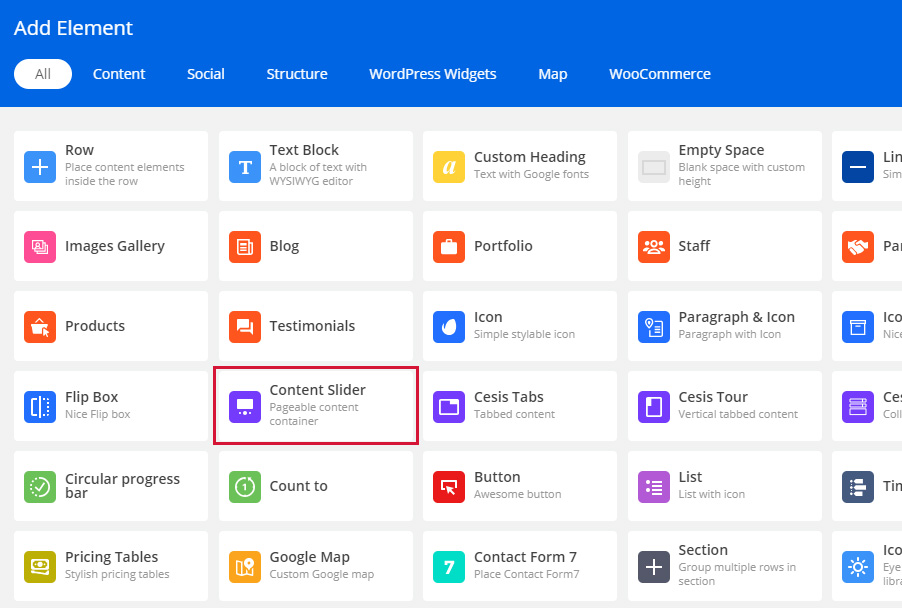 Add Element
All Content Social Structure WordPress Widgets Map WooCommerce
Row
Place content elements
inside the row
Text Block
A block of text with
WYSIWYG editor
Custom Heading
Text with Google fonts
Empty Space
Blank space with custom
height
Lin
Sim
Images Gallery
Blog
Portfolio
Staff
Par
Products
Testimonials
Icon
Simple stylable icon
Paragraph & Icon
Paragraph with Icon
Ico
Nice
Flip Box
Nice Flip box
Content Slider
Pageable content
container
Cesis Tabs
Tabbed content
Cesis Tour
Vertical tabbed content
Ces
Coll
Circular progress
bar
1
Count to
Button
Awesome button
List
List with icon
Tim
Pricing Tables
Stylish pricing tables
Google Map
Custom Google map
7
Contact Form 7
Place Contact Form7
Section
Group multiple rows in
section
Ico
Eye
libra